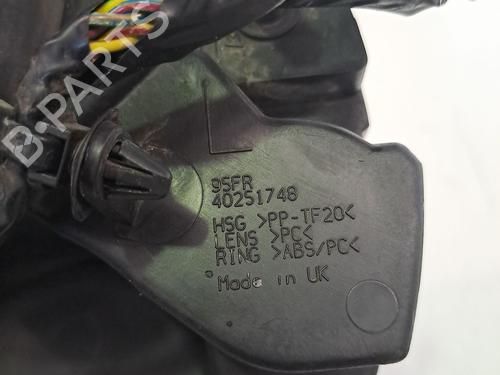 B-PARTS
95FR
40251748
HSG >PP-TF20<
LENS >PC<
RING >ABS/PC<
Made in UK